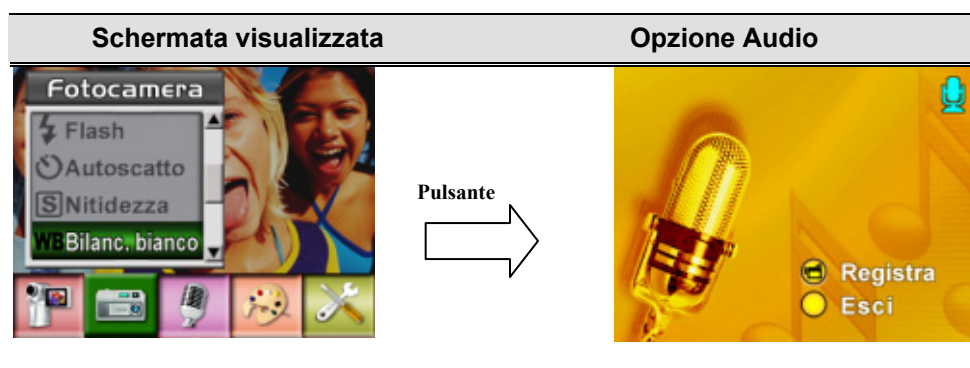 Schermata visualizzata Opzione Audio
Fotocamera
Flash
Autoscatto
S Nitidezza
WB Bilanc. bianco
Pulsante
Registra
Esci